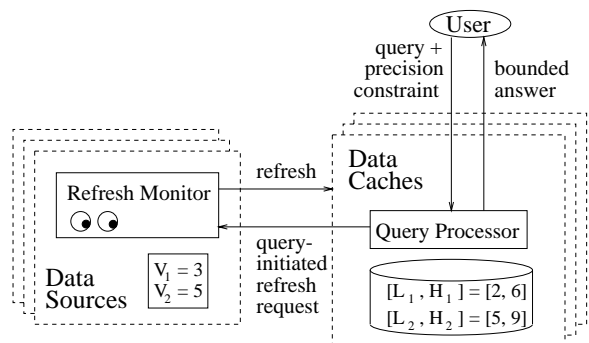 User
query +
precision
constraint
bounded
answer
Data
Caches
refresh
Refresh Monitor
Query Processor
query-
initiated
refresh
request
Data
Sources
V1 = 3
V2 = 5
[L1, H1] = [2, 6]
[L2, H2] = [5, 9]